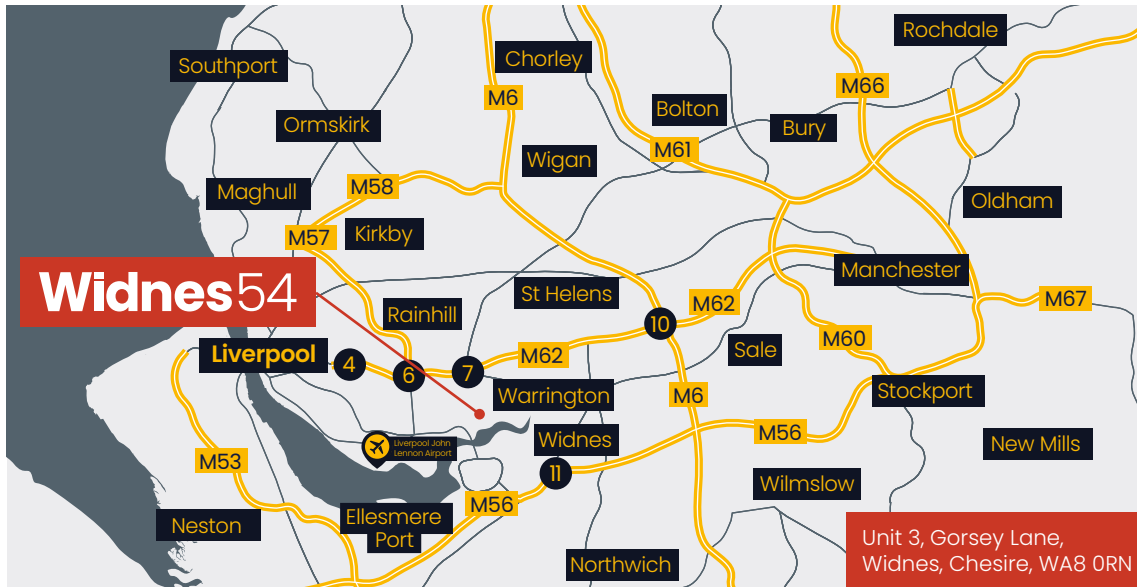 Rochdale
Southport
Chorley
M6
M66
Bolton
Ormskirk
Bury
M61
Wigan
M58
Maghull
Oldham
M57
Kirkby
Widnes54
Manchester
St Helens
M62
M67
Rainhill
10
Liverpool
4
6
7
M62
Sale
M60
Warrington
M6
Stockport
Widnes
M56
Liverpool John
Lennon Airport
New Mills
M53
11
Wilmslow
M56
Neston
Ellesmere
Port
Northwich
Unit 3, Gorsey Lane,
Widnes, Chesire, WA8 0RN